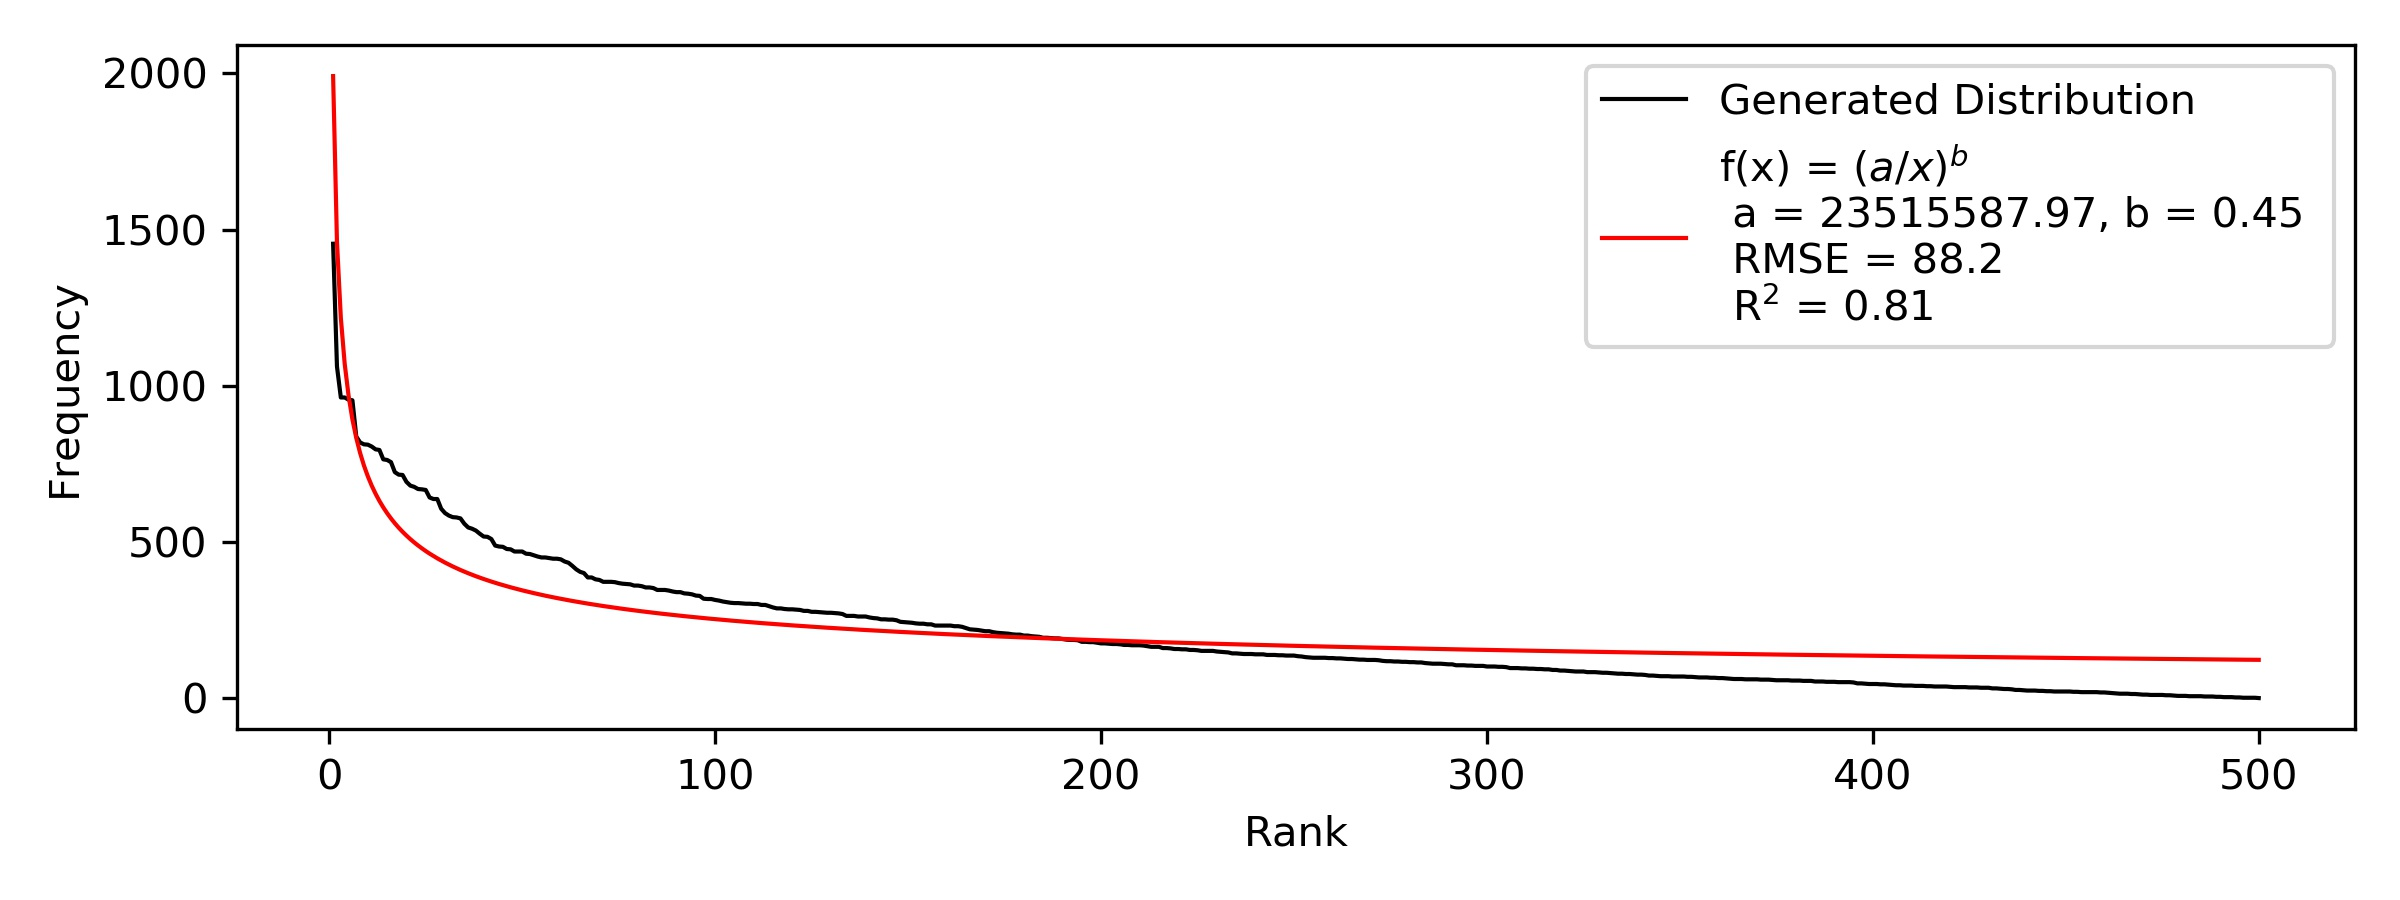 2000
1500
1000
500
0
Frequency
0 100 200 300 400 500
Rank
Generated Distribution
f(x) = (a/x)^b
a = 23515587.97, b = 0.45
RMSE = 88.2
R² = 0.81